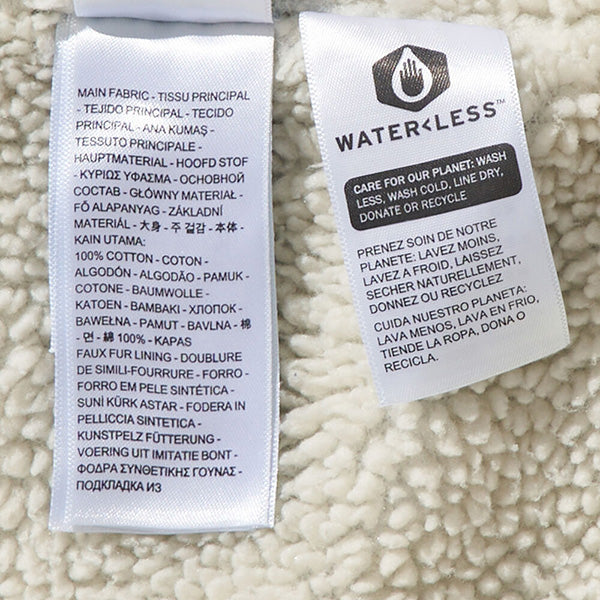 MAIN FABRIC - TISSU PRINCIPAL
- TEJIDO PRINCIPAL - TECIDO
PRINCIPAL - ANA KUMAŞ -
TESSUTO PRINCIPALE -
HAUPTMATERIAL - HOOFD STOF
- ΚΥΡΙΟΣ ΥΦΑΣΜΑ - ОСНОВНОЙ
СОСТАВ - GŁÓWNY MATERIAŁ -
FŐ ALAPANYAG - ZÁKLADNÍ
MATERIÁL - 大身 - 주 겉감 - 本体 -
KAIN UTAMA:
100% COTTON - COTON -
ALGODÓN - ALGODÃO - PAMUK -
COTONE - BAUMWOLLE -
KATOEN - ΒΑΜΒΑΚΙ - ХЛОПОК -
BAWEŁNA - PAMUT - BAVLNA - 棉
- 면 - 綿 100% - KAPAS
FAUX FUR LINING - DOUBLURE
DE SIMILI-FOURRURE - FORRO -
FORRO EM PELE SINTÉTICA -
SUNİ KÜRK ASTAR - FODERA IN
PELLICCIA SINTETICA -
KUNSTPELZ FÜTTERUNG -
VOERING UIT IMITATIE BONT -
ΦΟΔΡΑ ΣΥΝΘΕΤΙΚΗΣ ΓΟΥΝΑΣ -
ПОДКЛАДКА ИЗ
WATER<LESS™
CARE FOR OUR PLANET: WASH
LESS, WASH COLD, LINE DRY,
DONATE OR RECYCLE
PRENEZ SOIN DE NOTRE
PLANETE: LAVEZ MOINS,
LAVEZ À FROID, LAISSEZ
SECHER NATURELLEMENT,
DONNEZ OU RECYCLEZ
CUIDA NUESTRO PLANETA:
LAVA MENOS, LAVA EN FRIO,
TIENDE LA ROPA, DONA O
RECICLA.